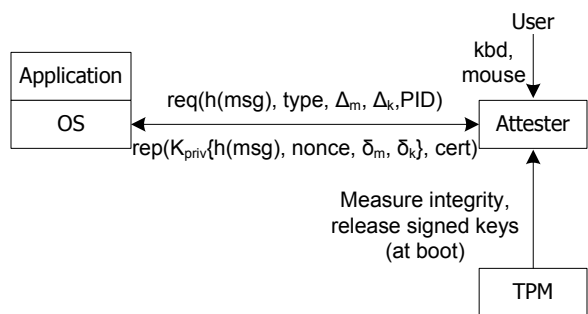 User
kbd,
mouse
Application
OS
req(h(msg), type, Δm, Δk,PID)
Attester
rep(Kpriv{h(msg), nonce, δm, δk}, cert)
Measure integrity,
release signed keys
(at boot)
TPM